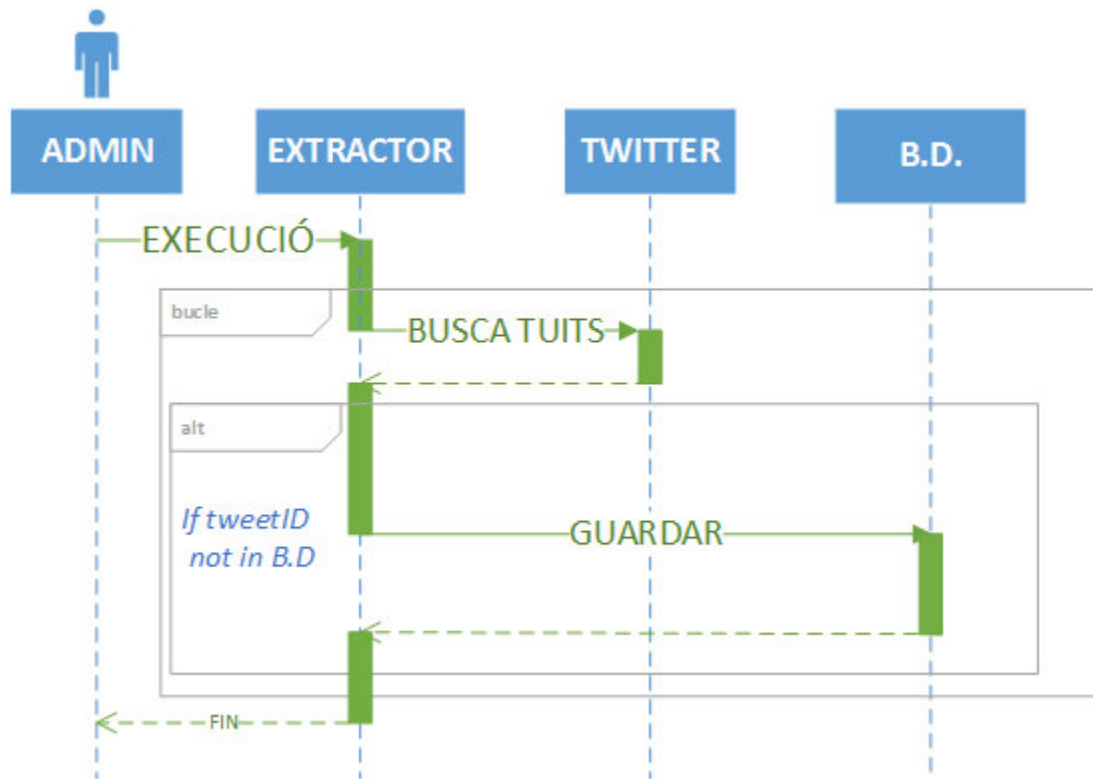 ADMIN
EXTRACTOR
TWITTER
B.D.
EXECUCIÓ
bucle
BUSCA TUITS
alt
If tweetID
not in B.D
GUARDAR
FIN